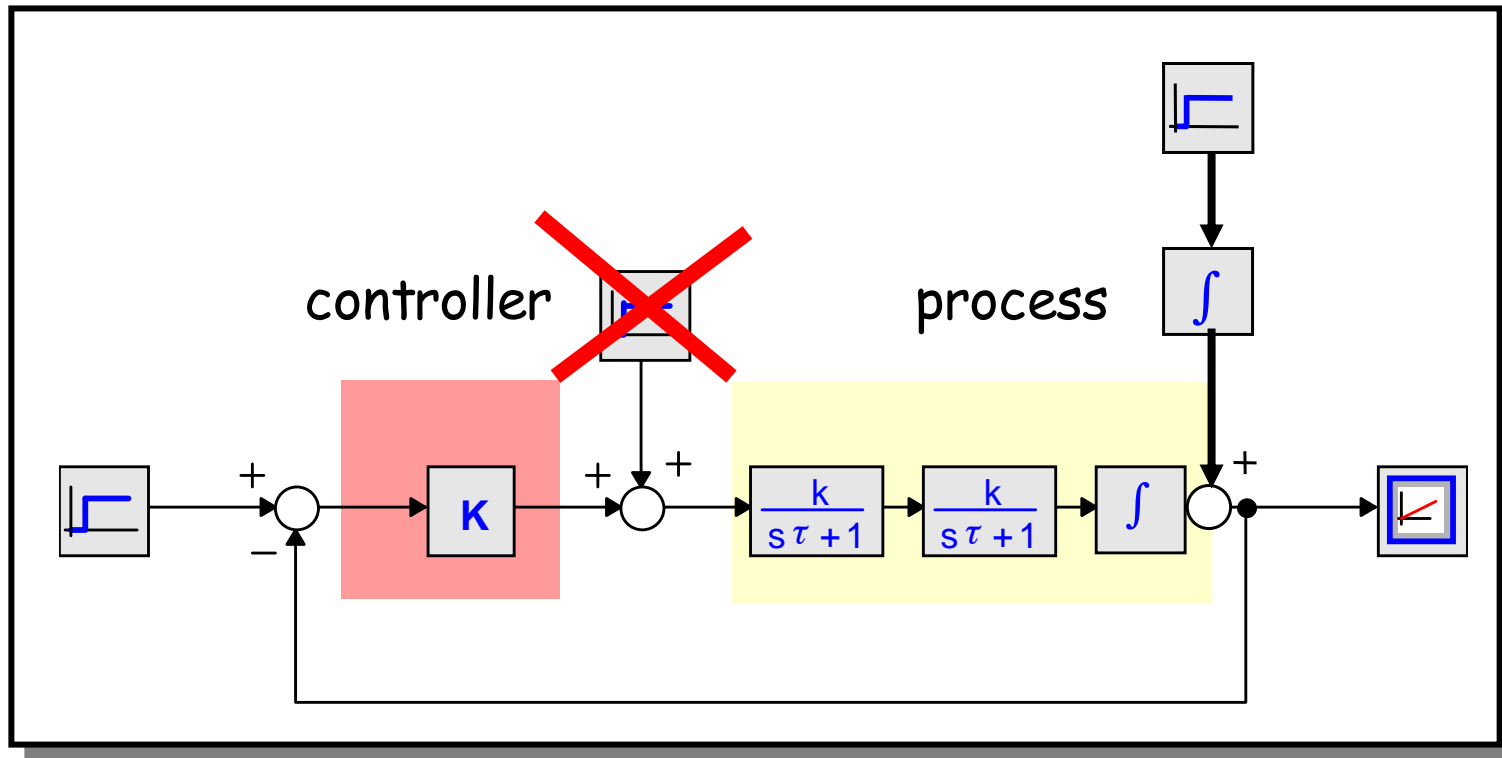 controller
process
∫
+
+
+
+
K
k
sτ+1
k
sτ+1
∫
−